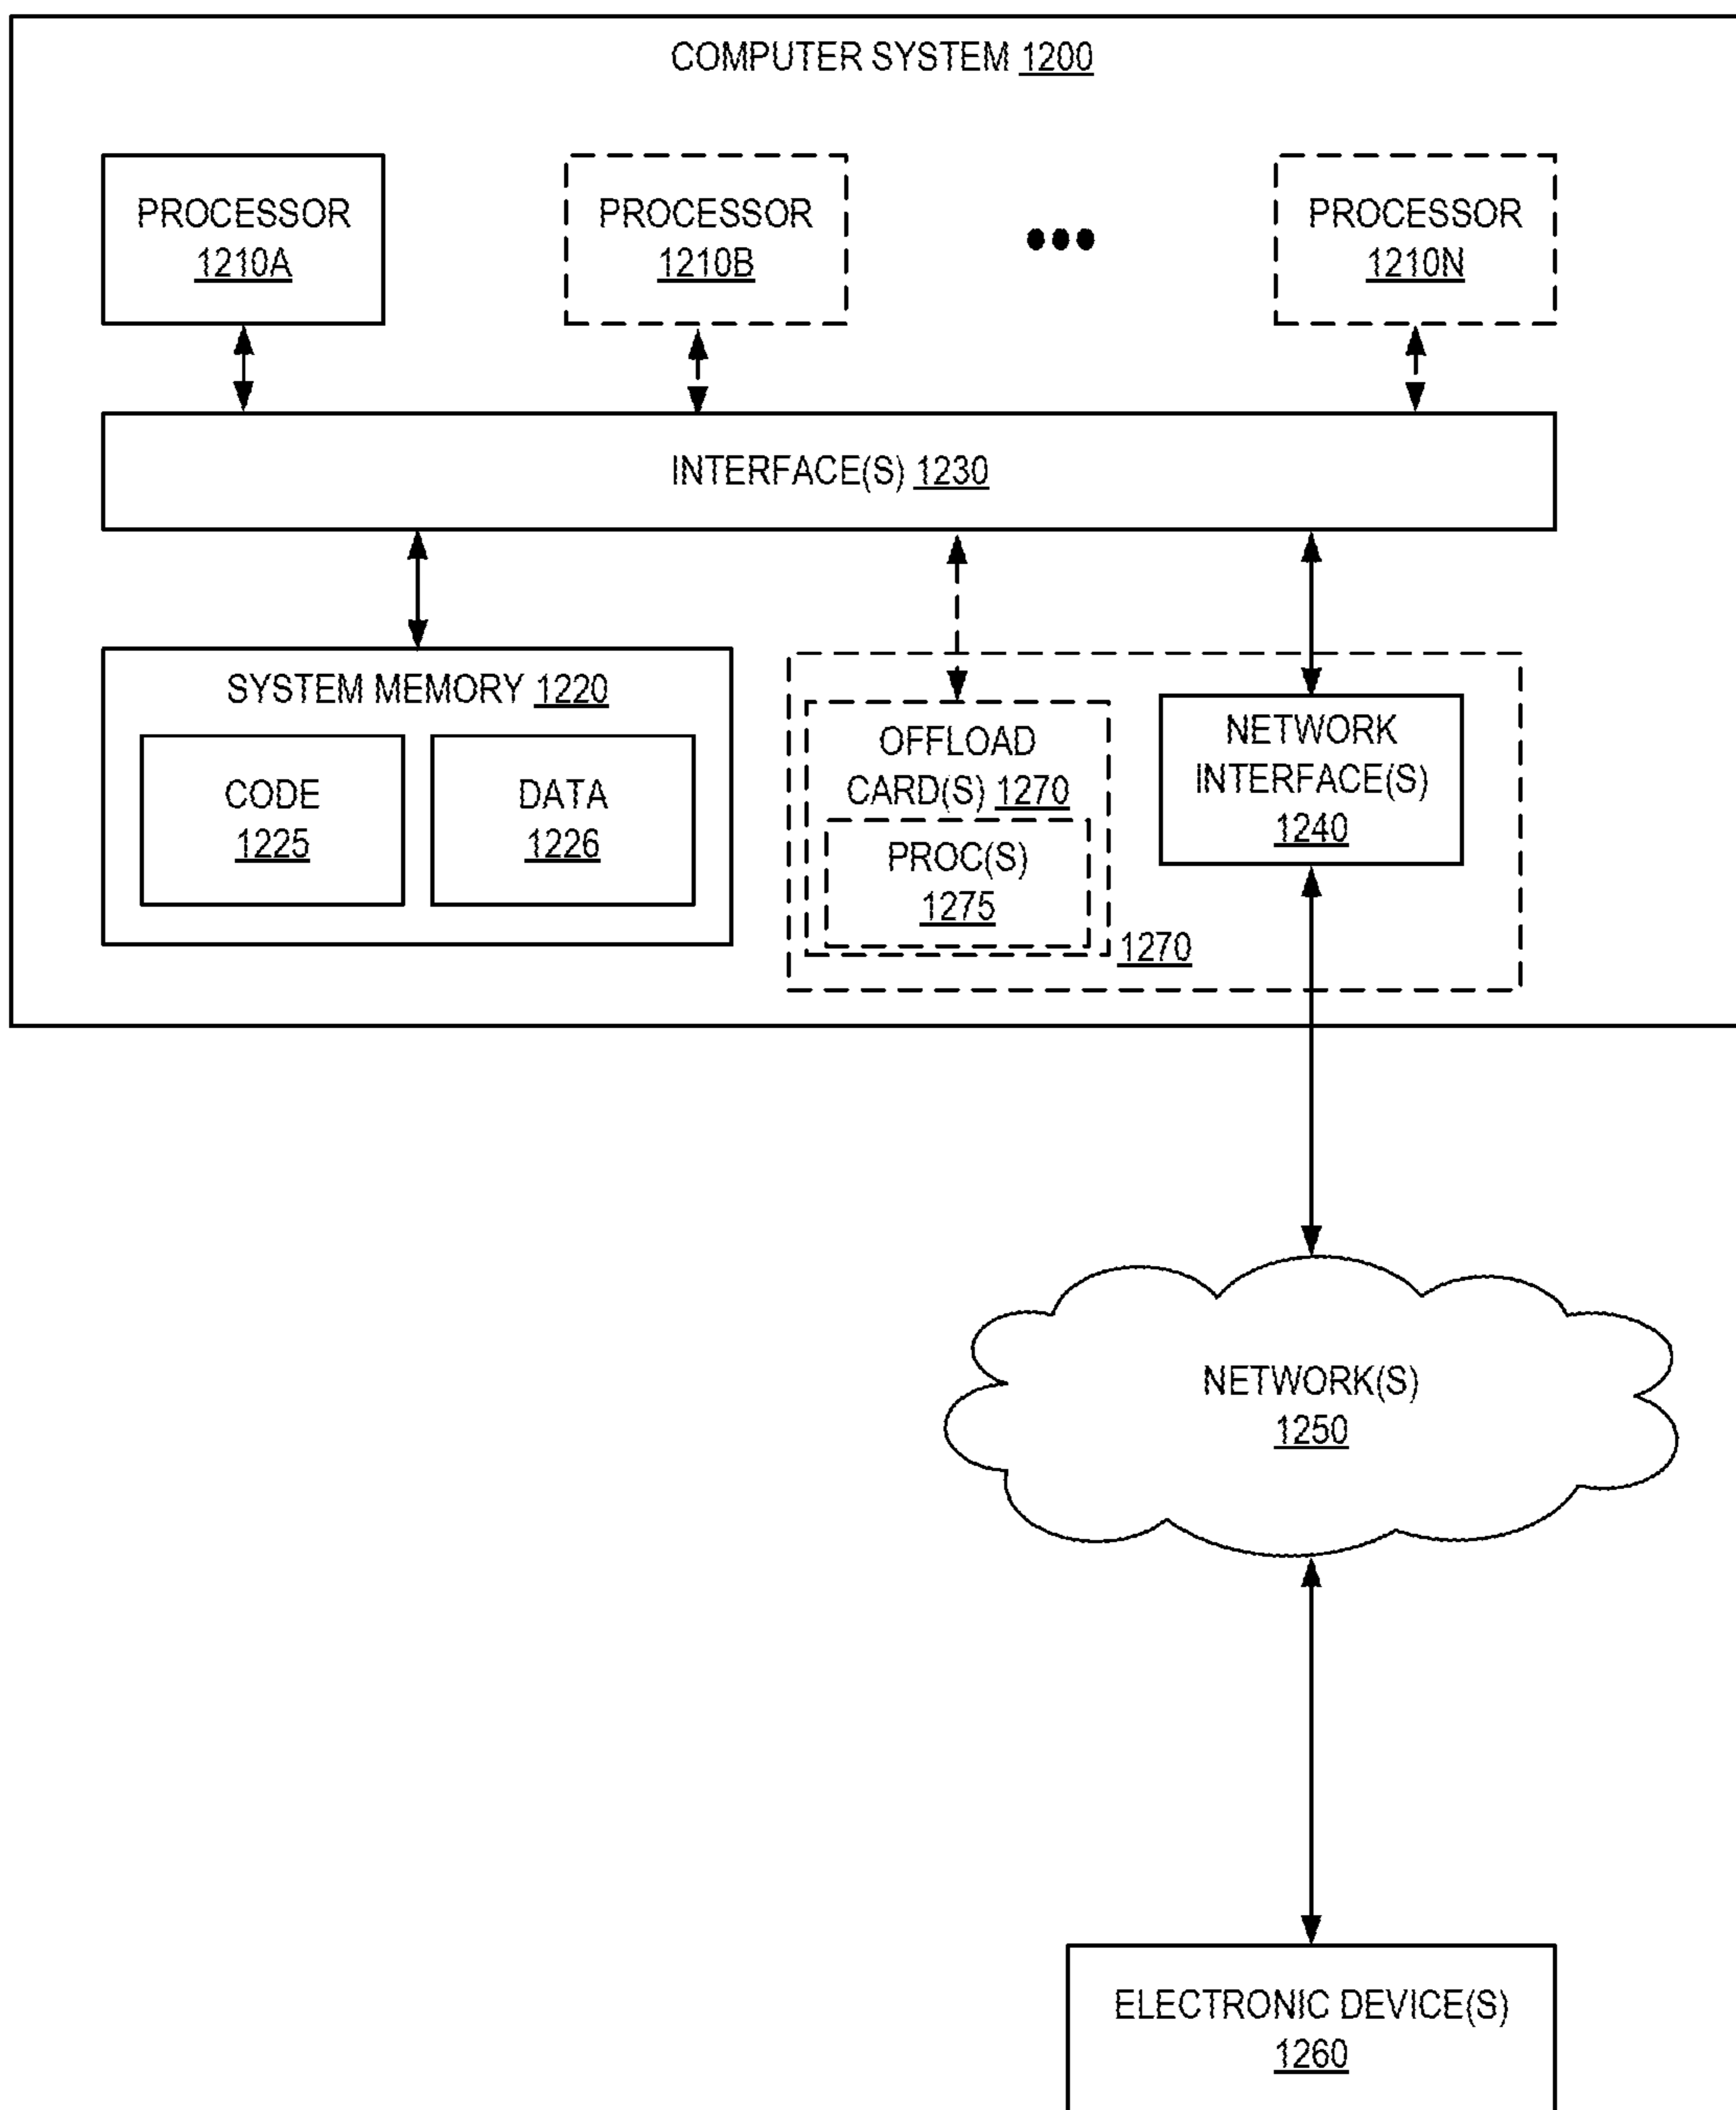 COMPUTER SYSTEM 1200
PROCESSOR
1210A
PROCESSOR
1210B
PROCESSOR
1210N
INTERFACE(S) 1230
SYSTEM MEMORY 1220
CODE
1225
DATA
1226
OFFLOAD
CARD(S) 1270
PROC(S)
1275
1270
NETWORK
INTERFACE(S)
1240
NETWORK(S)
1250
ELECTRONIC DEVICE(S)
1260